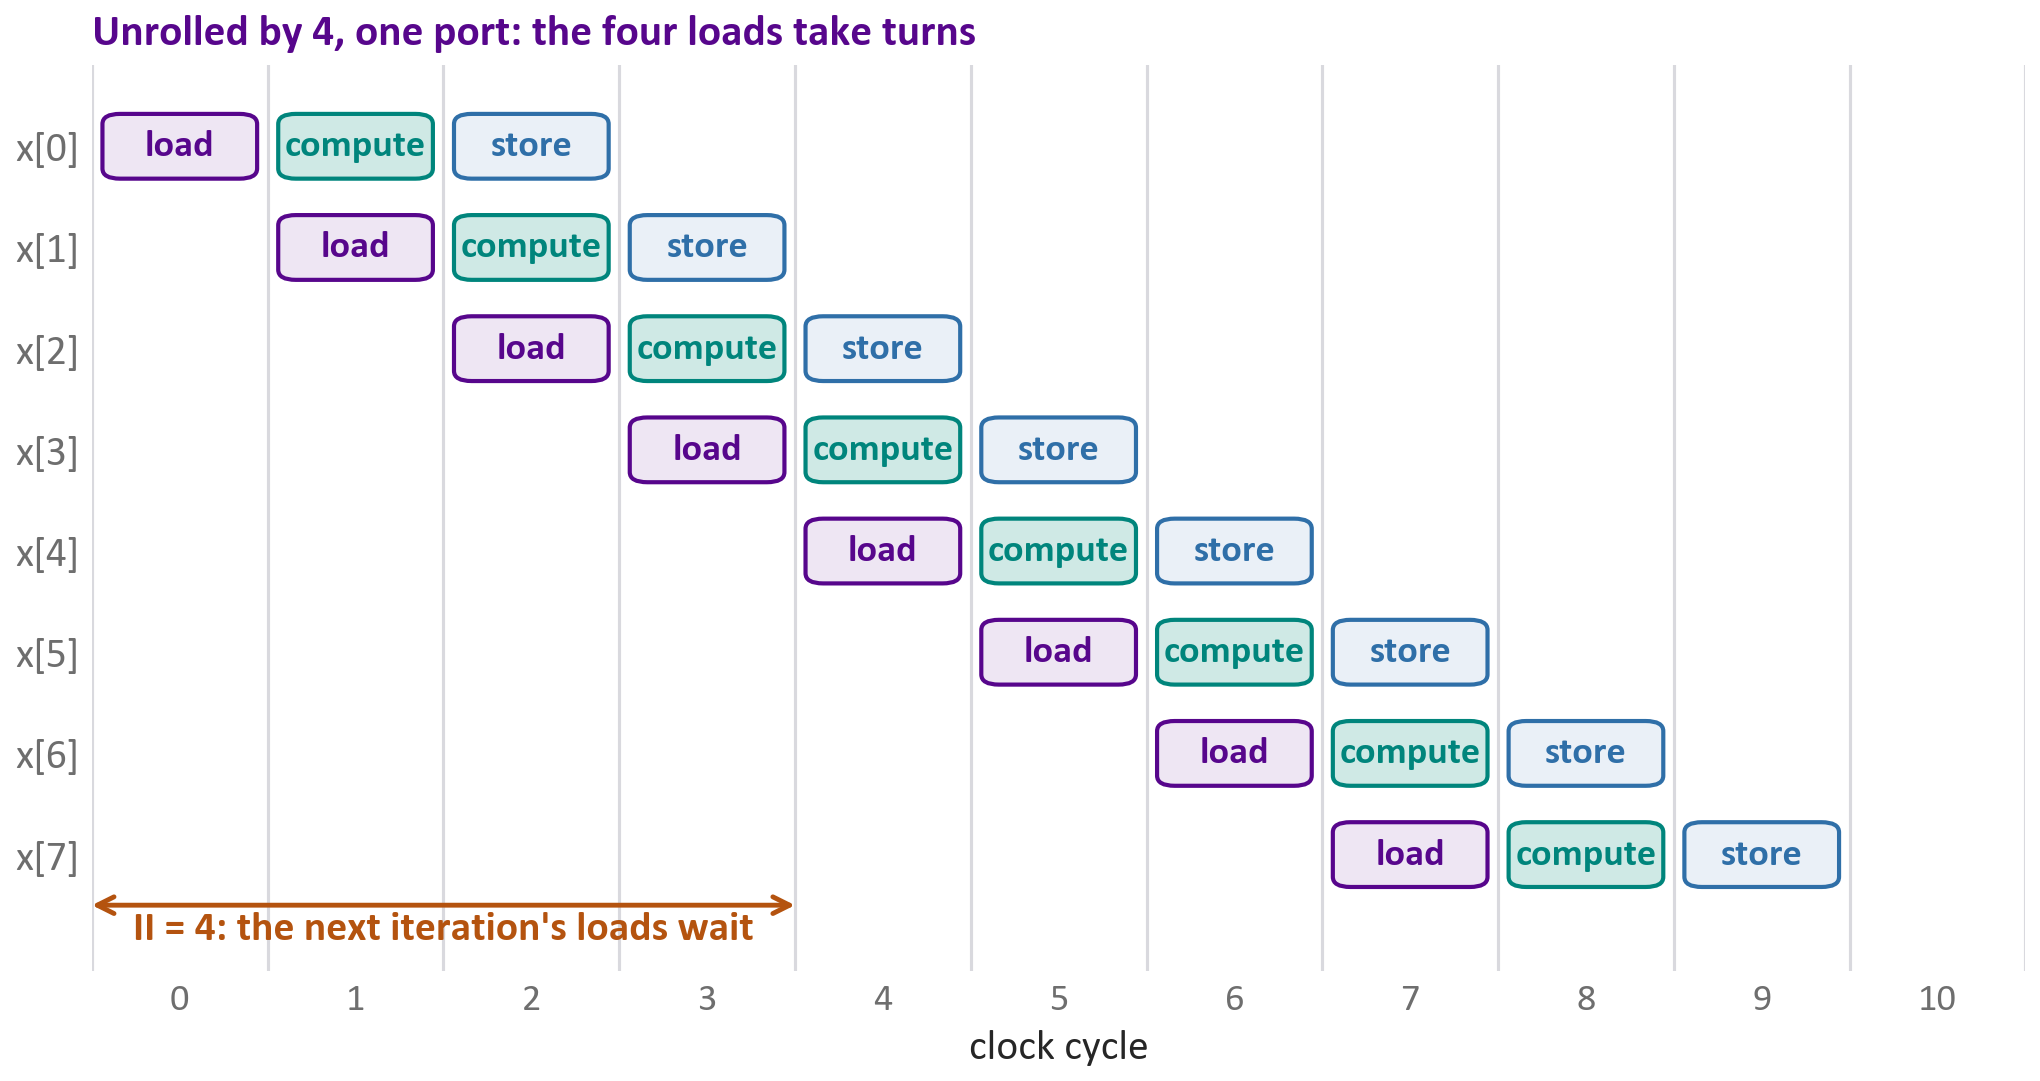 Unrolled by 4, one port: the four loads take turns
x[0] load compute store
x[1] load compute store
x[2] load compute store
x[3] load compute store
x[4] load compute store
x[5] load compute store
x[6] load compute store
x[7] load compute store
II = 4: the next iteration's loads wait
0 1 2 3 4 5 6 7 8 9 10
clock cycle